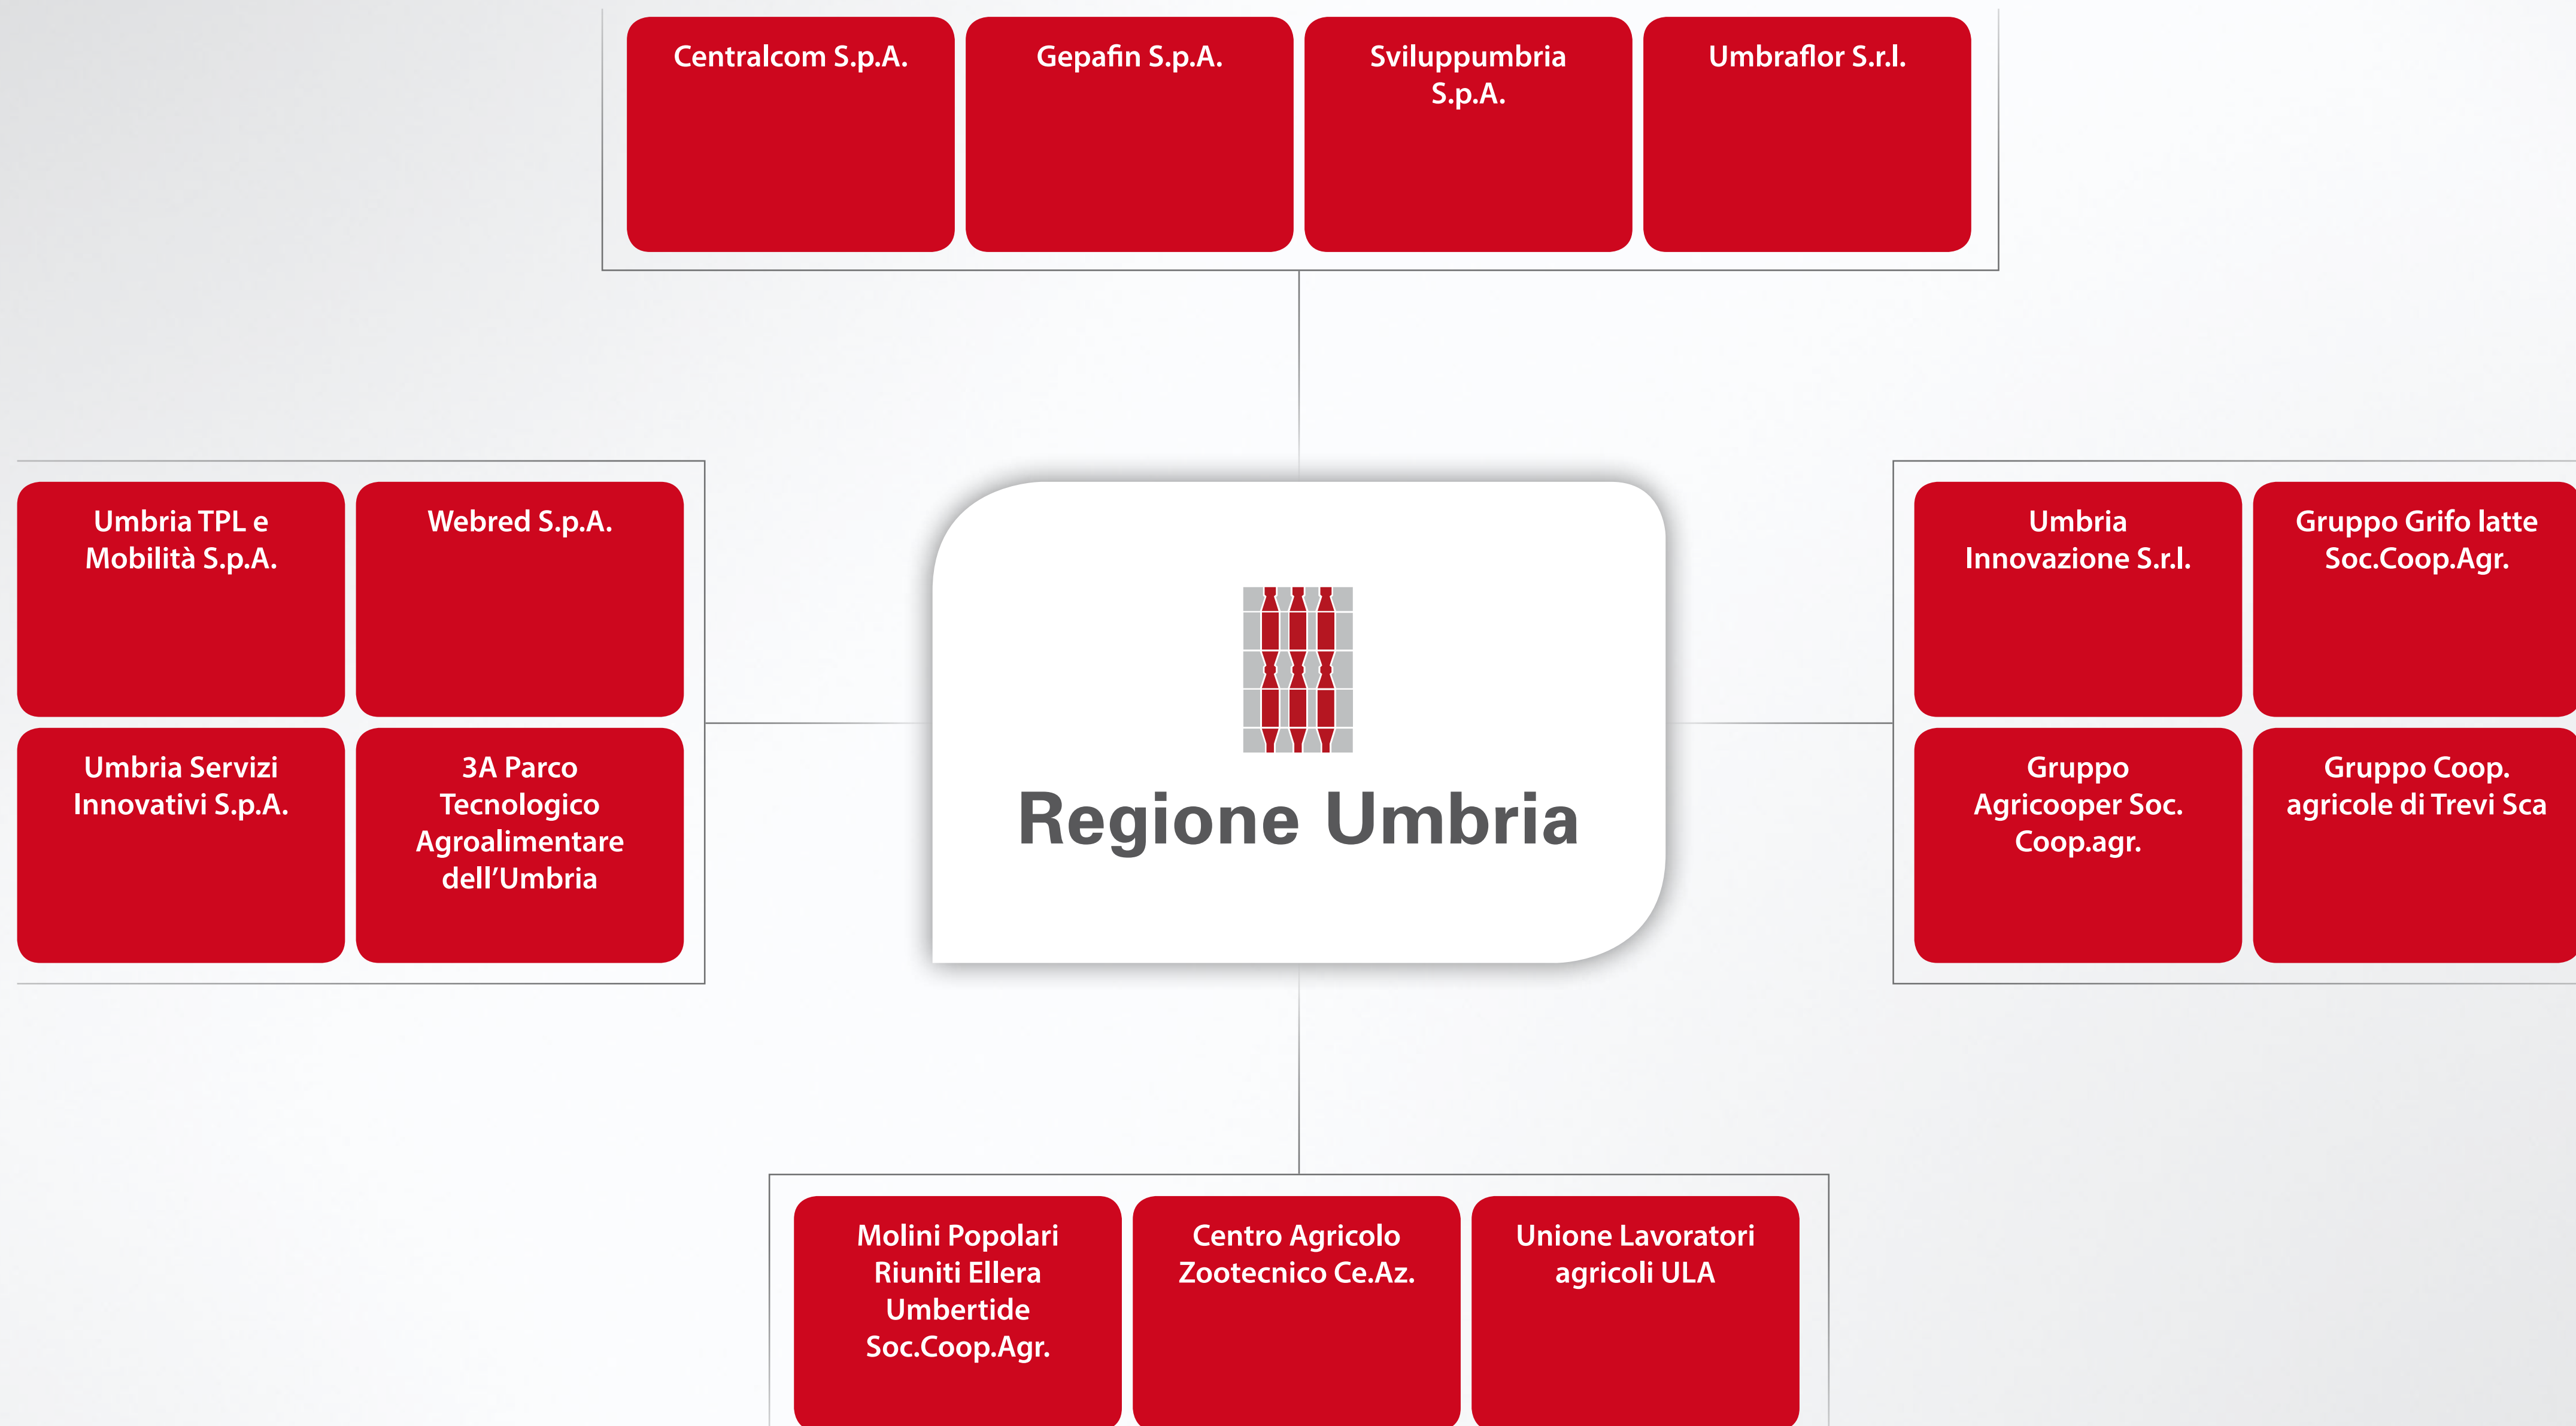 Centralcom S.p.A.
Gepafin S.p.A.
Sviluppumbria
S.p.A.
Umbraflor S.r.l.
Umbria TPL e
Mobilità S.p.A.
Webred S.p.A.
Umbria Servizi
Innovativi S.p.A.
3A Parco
Tecnologico
Agroalimentare
dell’Umbria
Regione Umbria
Umbria
Innovazione S.r.l.
Gruppo Grifo latte
Soc.Coop.Agr.
Gruppo
Agricooper Soc.
Coop.agr.
Gruppo Coop.
agricole di Trevi Sca
Molini Popolari
Riuniti Ellera
Umbertide
Soc.Coop.Agr.
Centro Agricolo
Zootecnico Ce.Az.
Unione Lavoratori
agricoli ULA